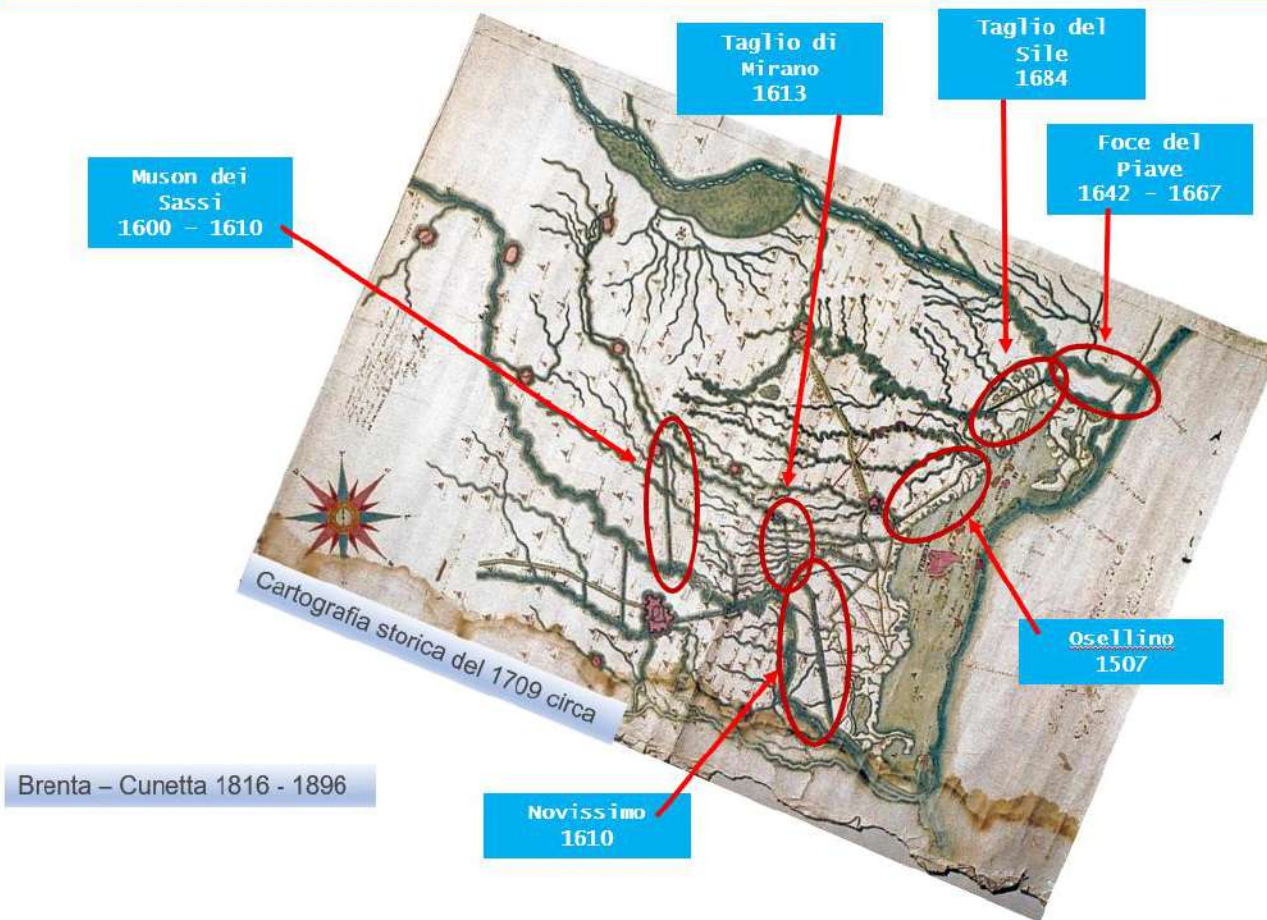 Taglio di
Mirano
1613
Taglio del
Sile
1684
Foce del
Piave
1642 – 1667
Muson dei
Sassi
1600 – 1610
Cartografia storica del 1709 circa
Osellino
1507
Brenta – Cunetta 1816 - 1896
Novissimo
1610